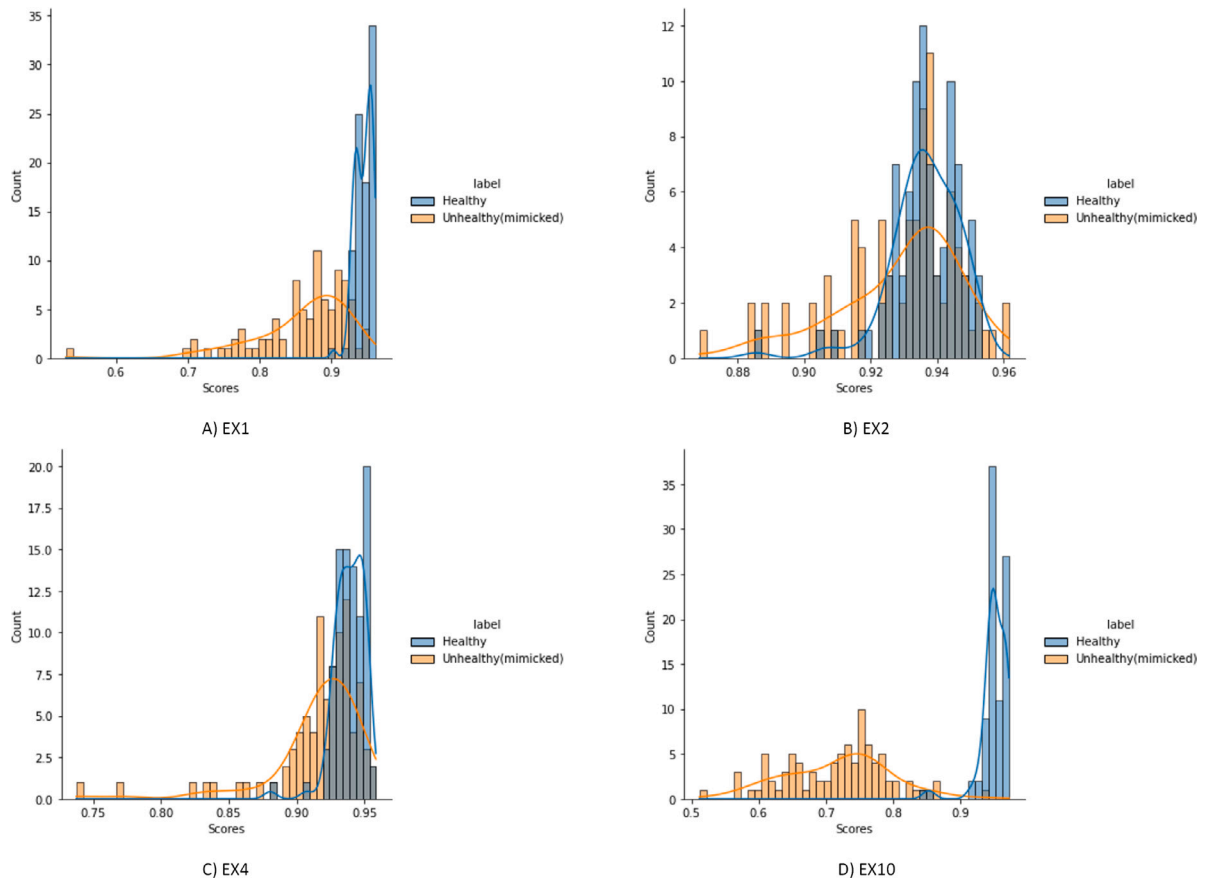 35
30
25
20
15
10
5
0
Count
0.6
0.7
0.8
0.9
Scores
label
Healthy
Unhealthy(mimicked)
A) EX1
12
10
8
6
4
2
0
Count
0.88
0.90
0.92
0.94
0.96
Scores
label
Healthy
Unhealthy(mimicked)
B) EX2
20.0
17.5
15.0
12.5
10.0
7.5
5.0
2.5
0.0
Count
0.75
0.80
0.85
0.90
0.95
Scores
label
Healthy
Unhealthy(mimicked)
C) EX4
35
30
25
20
15
10
5
0
Count
0.5
0.6
0.7
0.8
0.9
Scores
label
Healthy
Unhealthy(mimicked)
D) EX10